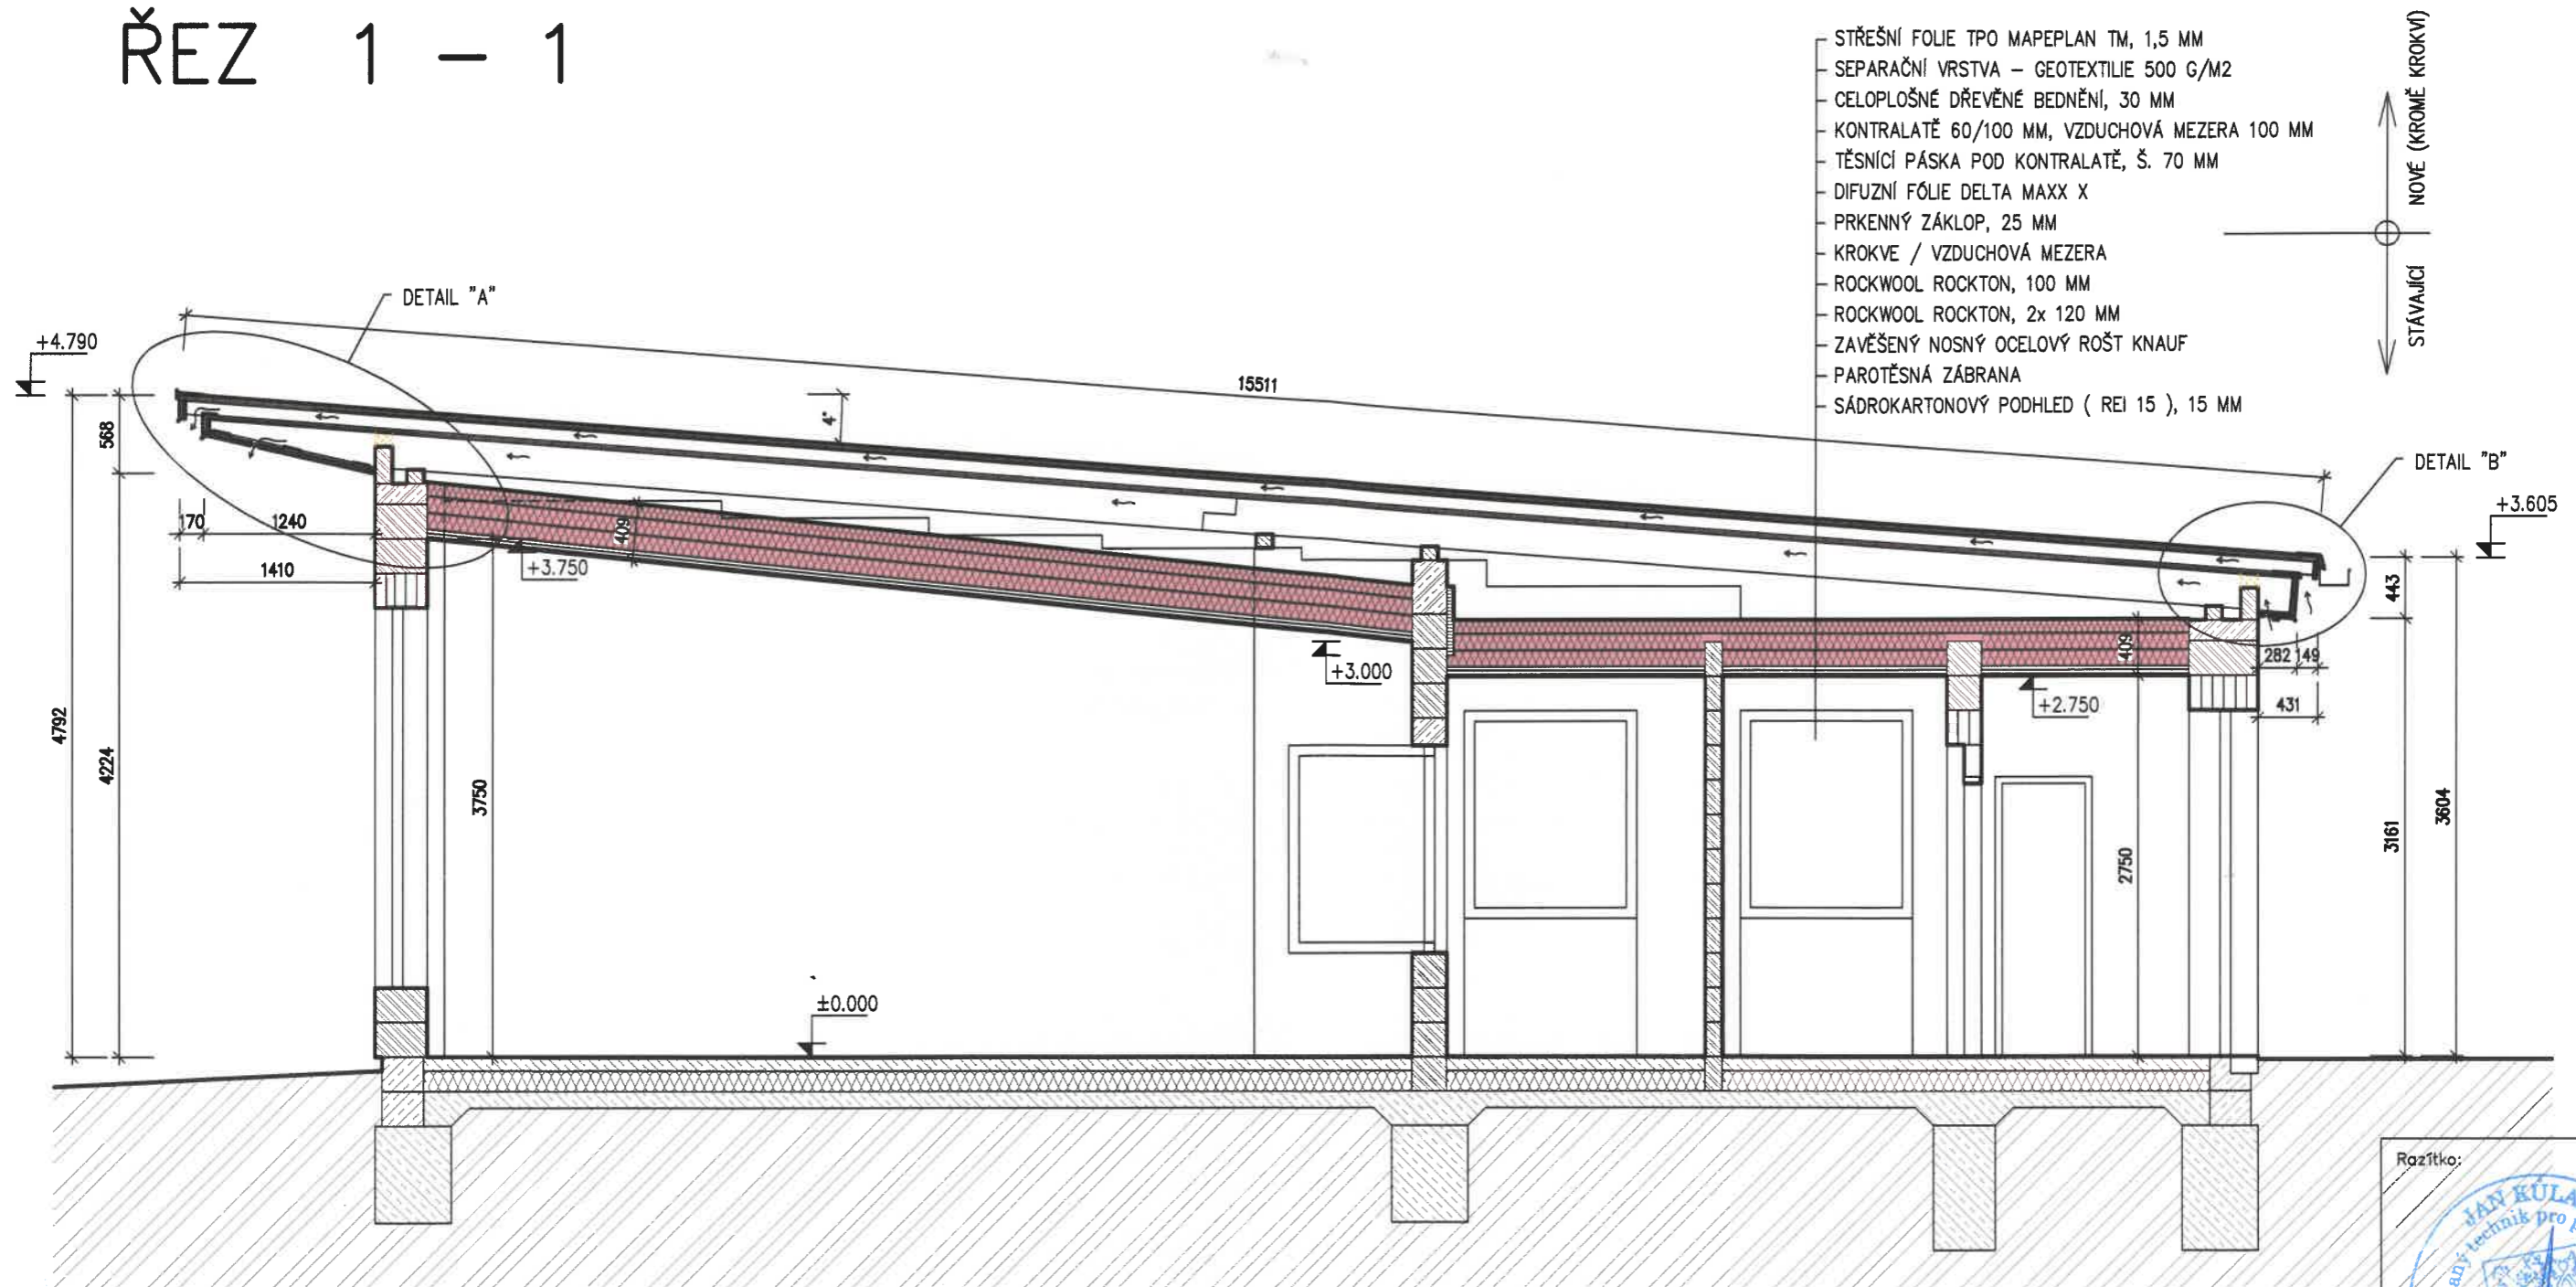 ŘEZ 1 – 1
STŘEŠNÍ FOLIE TPO MAPEPLAN TM, 1,5 MM
SEPARAČNÍ VRSTVA – GEOTEXTILIE 500 G/M2
CELOPLOŠNÉ DŘEVĚNÉ BEDNĚNÍ, 30 MM
KONTRALATĚ 60/100 MM, VZDUCHOVÁ MEZERA 100 MM
TĚSNÍCÍ PÁSKA POD KONTRALATĚ, Š. 70 MM
DIFUZNÍ FÓLIE DELTA MAXX X
PRKENNÝ ZÁKLOP, 25 MM
KROKVE / VZDUCHOVÁ MEZERA
ROCKWOOL ROCKTON, 100 MM
ROCKWOOL ROCKTON, 2x 120 MM
ZAVĚŠENÝ NOSNÝ OCELOVÝ ROŠT KNAUF
PAROTĚSNÁ ZÁBRANA
SÁDROKARTONOVÝ PODHLED ( REI 15 ), 15 MM
NOVÉ (KROMĚ KROKVÍ)
STÁVAJÍCÍ
DETAIL "A"
+4.790
15511
4°
568
DETAIL "B"
+3.605
170
1240
1410
409
+3.750
+3.000
409
+2.750
443
282
149
431
4792
4224
3750
2750
3161
3604
±0.000
Razítko:
JAN KÚLA
technik pro